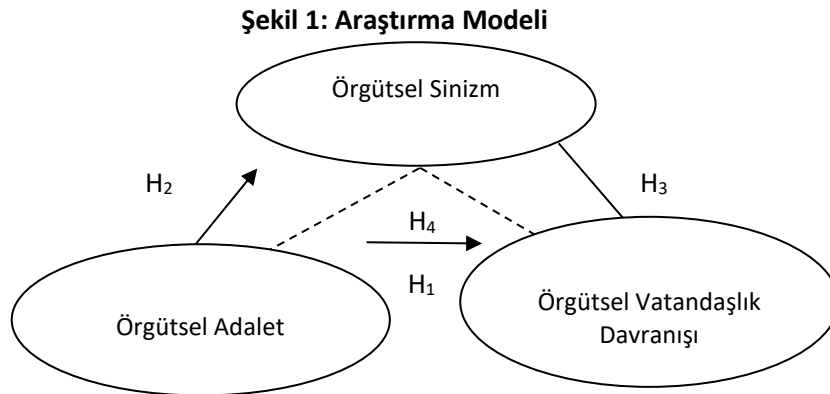 Şekil 1: Araştırma Modeli
Örgütsel Sinizm
H₂
H₃
H₄
H₁
Örgütsel Adalet
Örgütsel Vatandaşlık
Davranışı